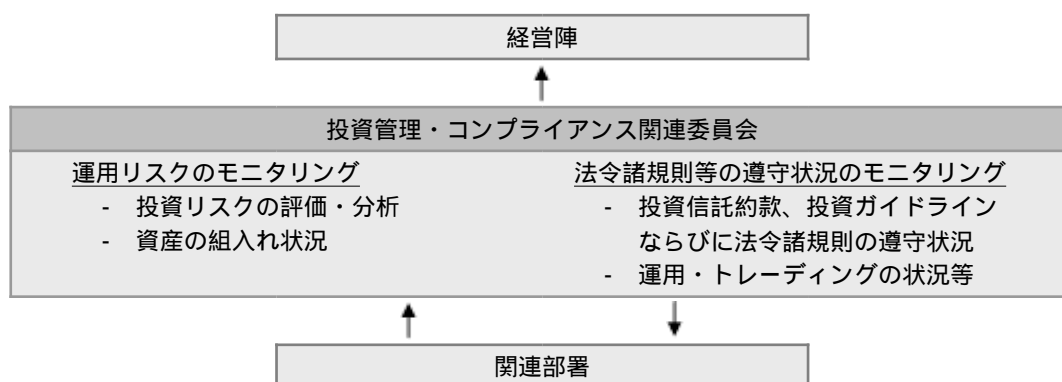 経営陣
投資管理・コンプライアンス関連委員会
運用リスクのモニタリング
- 投資リスクの評価・分析
- 資産の組入れ状況
法令諸規則等の遵守状況のモニタリング
- 投資信託約款、投資ガイドライン
ならびに法令諸規則の遵守状況
- 運用・トレーディングの状況等
関連部署